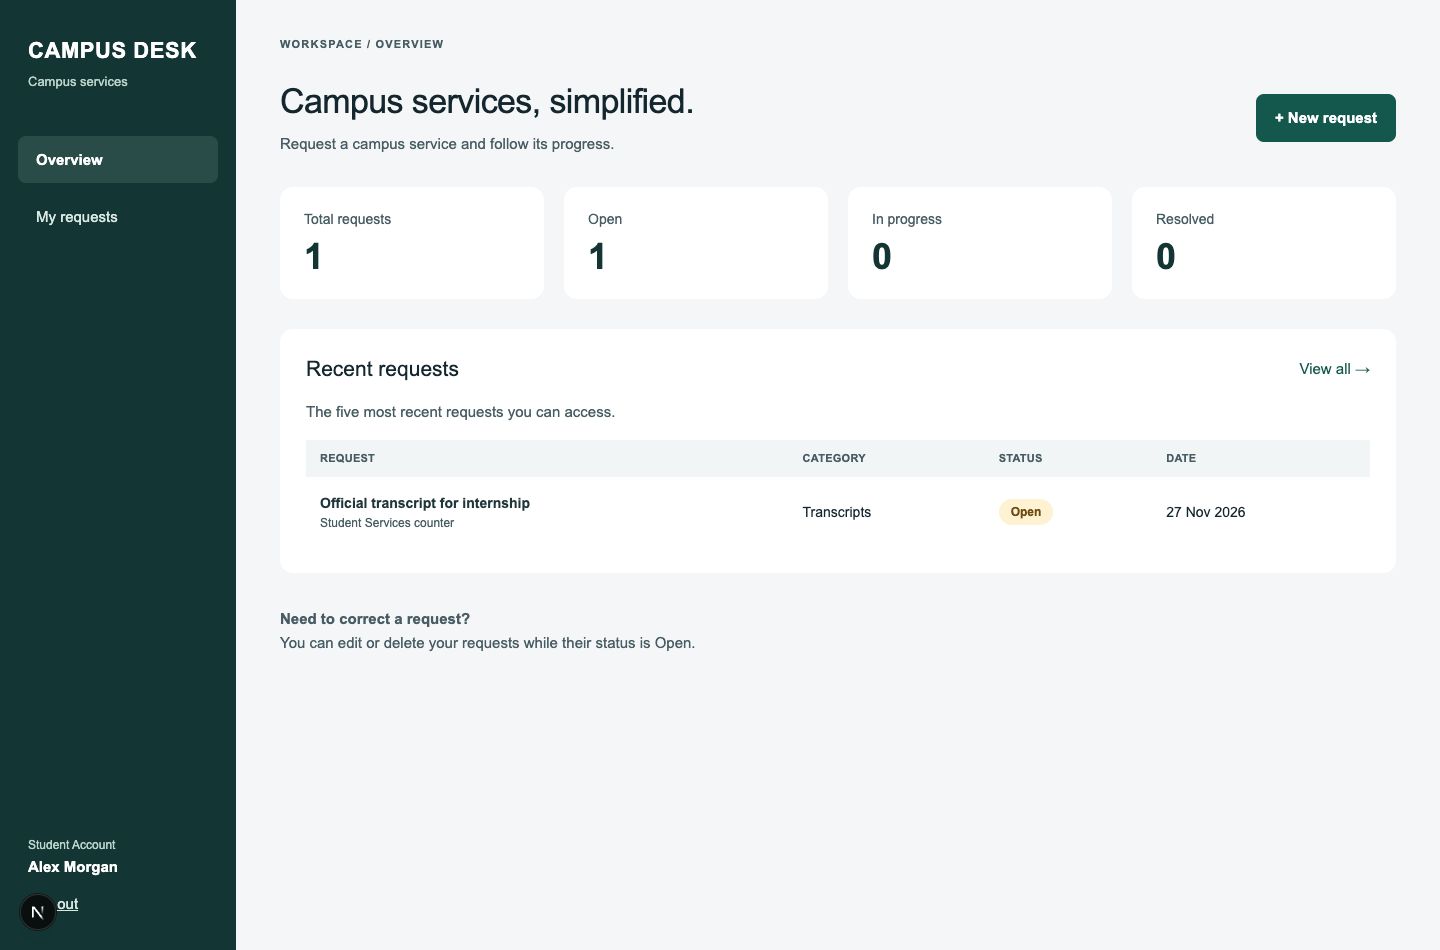 CAMPUS DESK
Campus services
Overview
My requests
Student Account
Alex Morgan
N
out
WORKSPACE / OVERVIEW
Campus services, simplified.
Request a campus service and follow its progress.
+ New request
Total requests
1
Open
1
In progress
0
Resolved
0
Recent requests
View all →
The five most recent requests you can access.
REQUEST CATEGORY STATUS DATE
Official transcript for internship
Student Services counter
Transcripts
Open
27 Nov 2026
Need to correct a request?
You can edit or delete your requests while their status is Open.